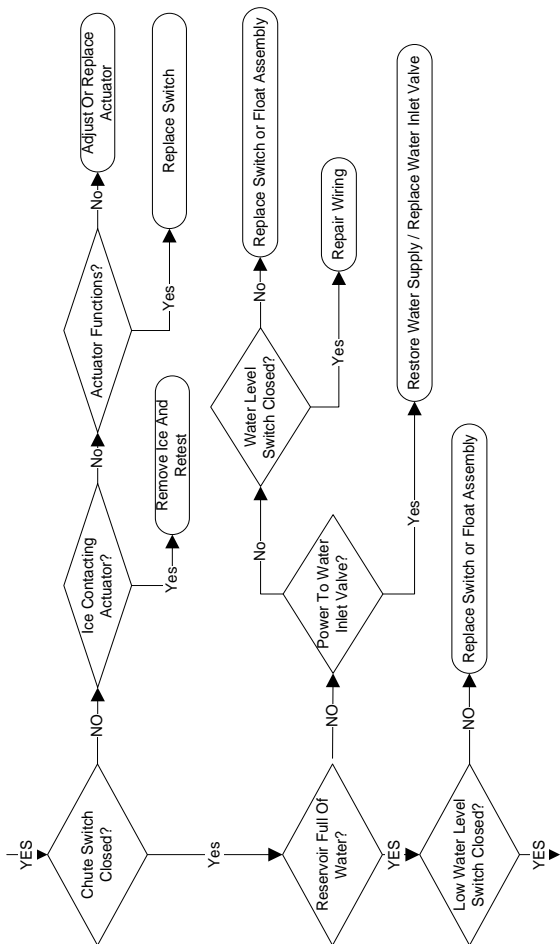 YES
Chute Switch
Closed?
NO
Ice Contacting
Actuator?
No
Actuator Functions?
No
Adjust Or Replace
Actuator
Yes
Replace Switch
Yes
Remove Ice And
Retest
Yes
Reservoir Full Of
Water?
NO
Power To Water
Inlet Valve?
No
Water Level
Switch Closed?
No
Replace Switch or Float Assembly
Yes
Repair Wiring
Yes
Restore Water Supply / Replace Water Inlet Valve
YES
Low Water Level
Switch Closed?
NO
Replace Switch or Float Assembly
YES